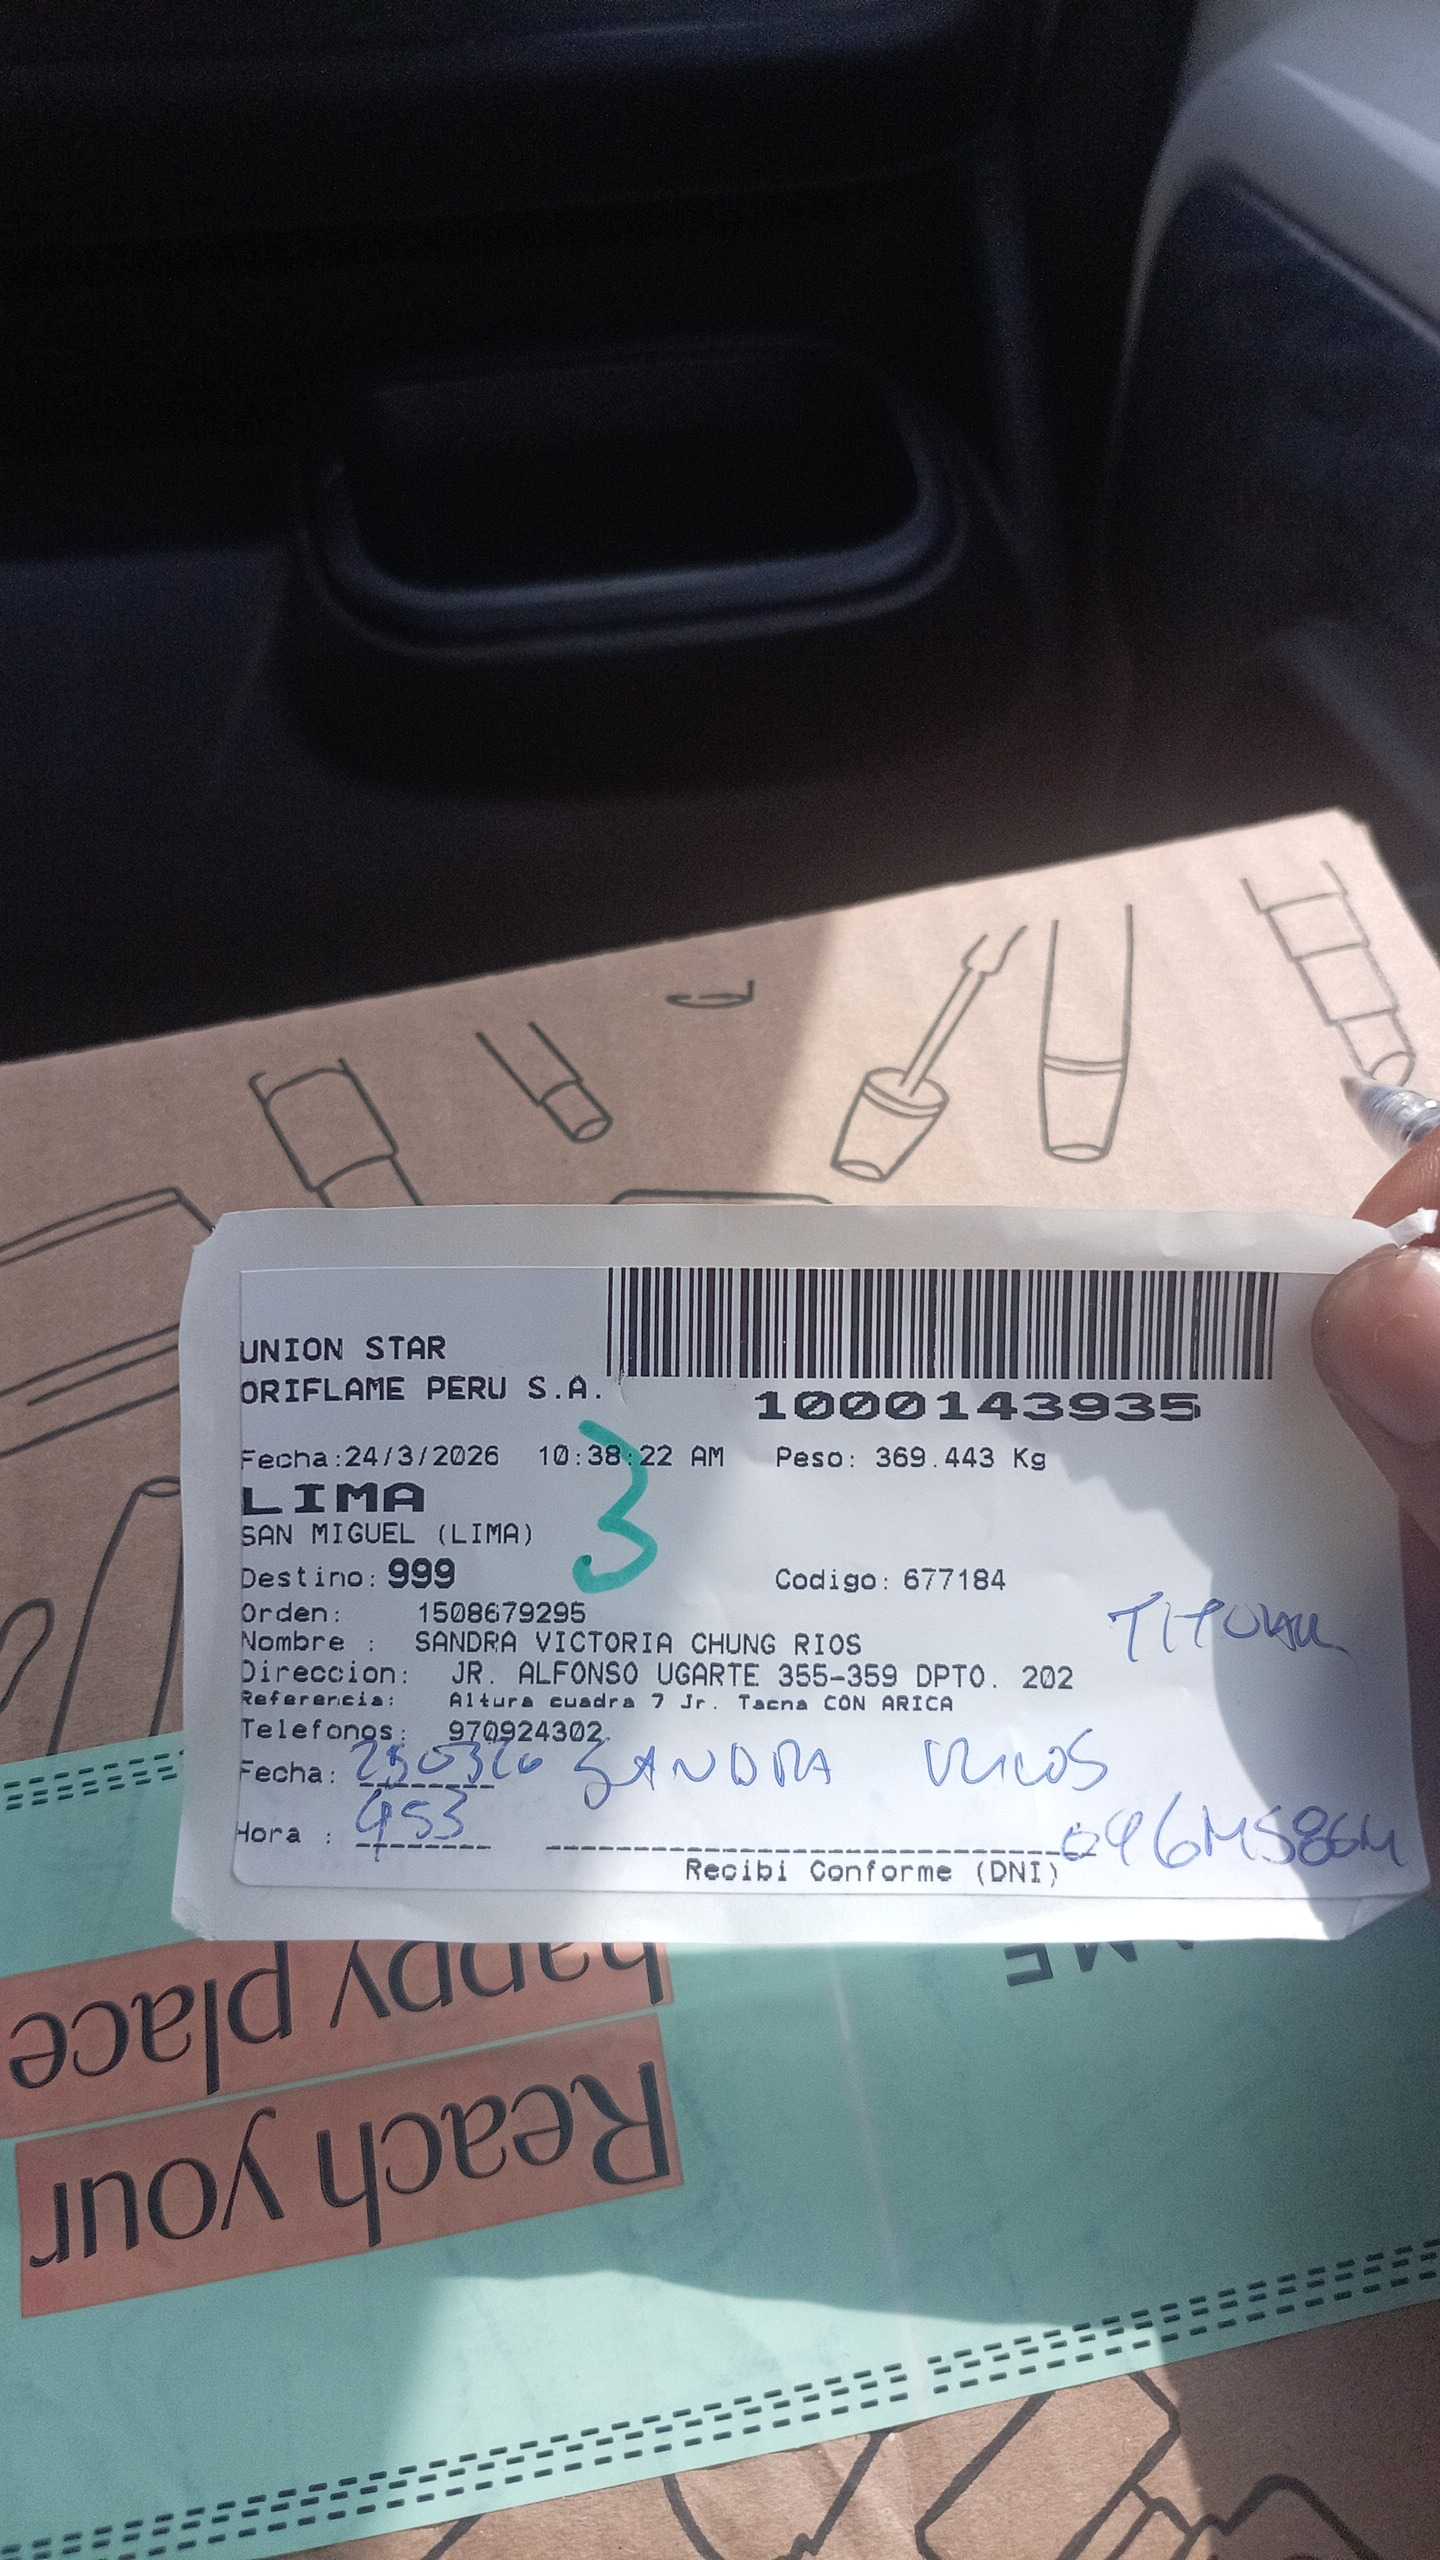 UNION STAR
ORIFLAME PERU S.A.
1000143935
Fecha:24/3/2026 10:38:22 AM Peso: 369.443 Kg
3
LIMA
SAN MIGUEL (LIMA)
Destino: 999 Codigo: 677184
Orden: 1508679295
TITULAR
Nombre : SANDRA VICTORIA CHUNG RIOS
Direccion: JR. ALFONSO UGARTE 355-359 DPTO. 202
Referencia: Altura cuadra 7 Jr. Tacna CON ARICA
Telefonos: 970924302
Fecha: 250326 SANDRA
Hora : 453
Recibi Conforme (DNI)
happy place
Reach your